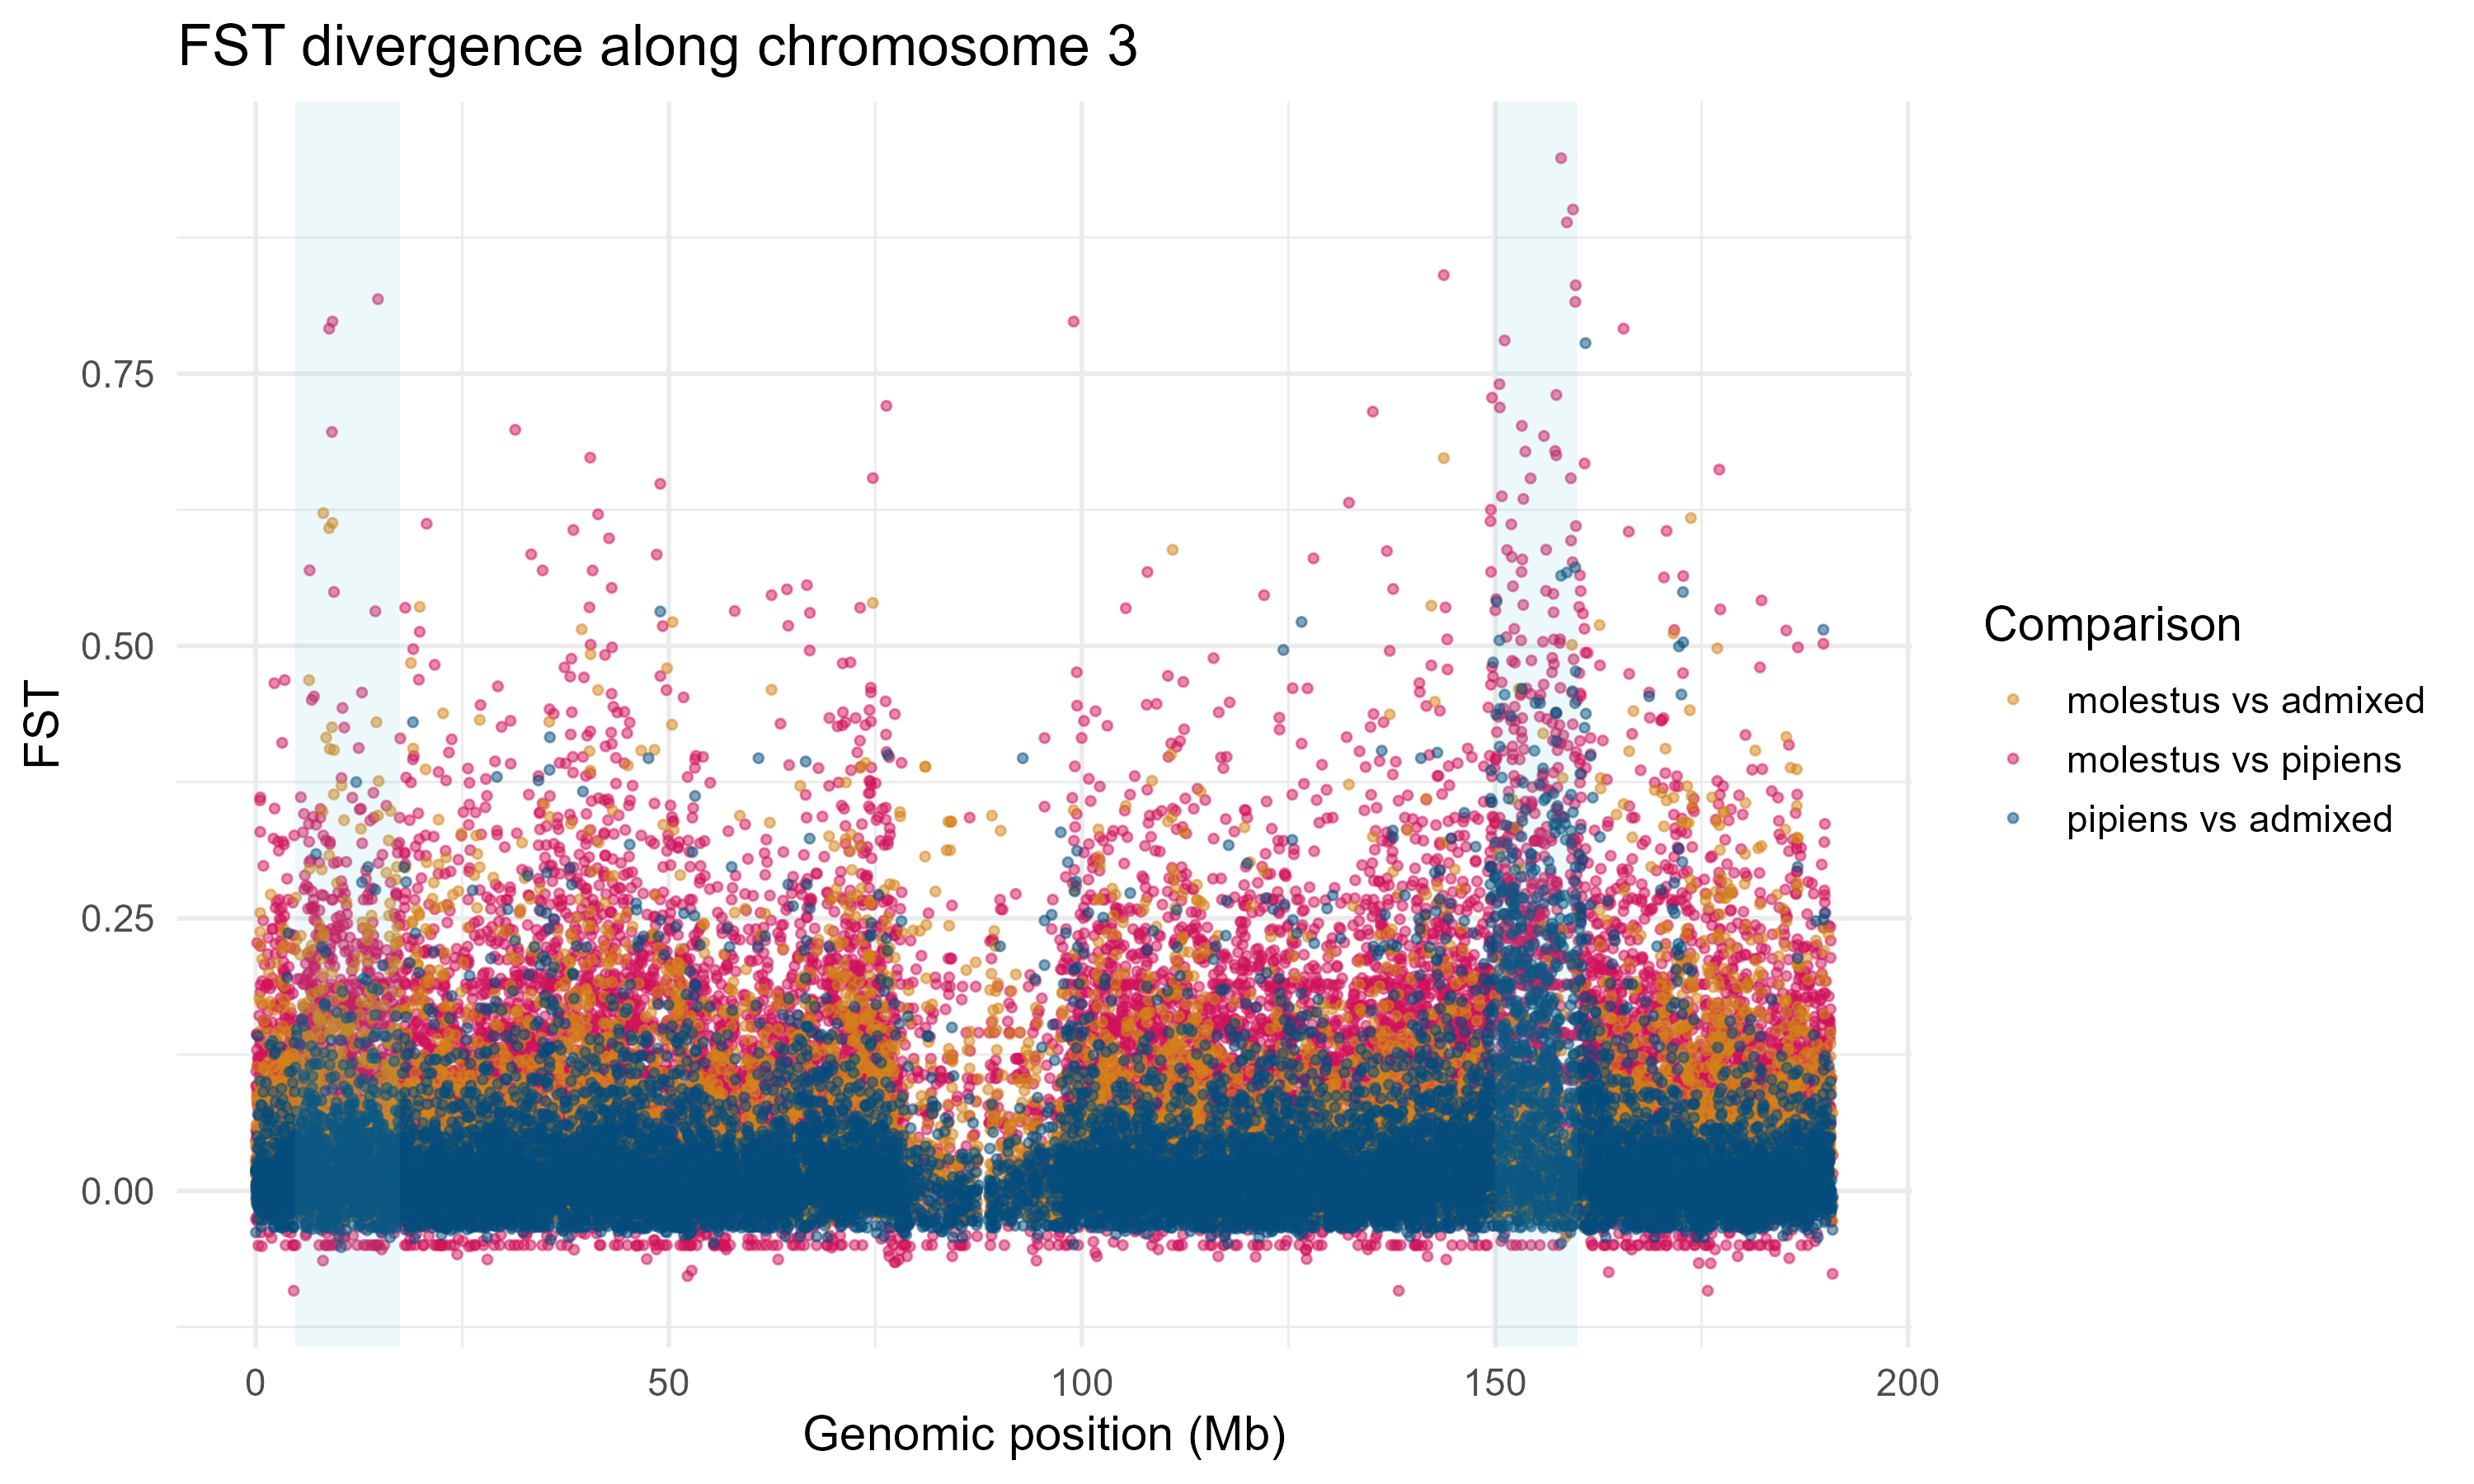 FST divergence along chromosome 3
FST
0.75
0.50
0.25
0.00
0
50
100
150
200
Genomic position (Mb)
Comparison
molestus vs admixed
molestus vs pipiens
pipiens vs admixed